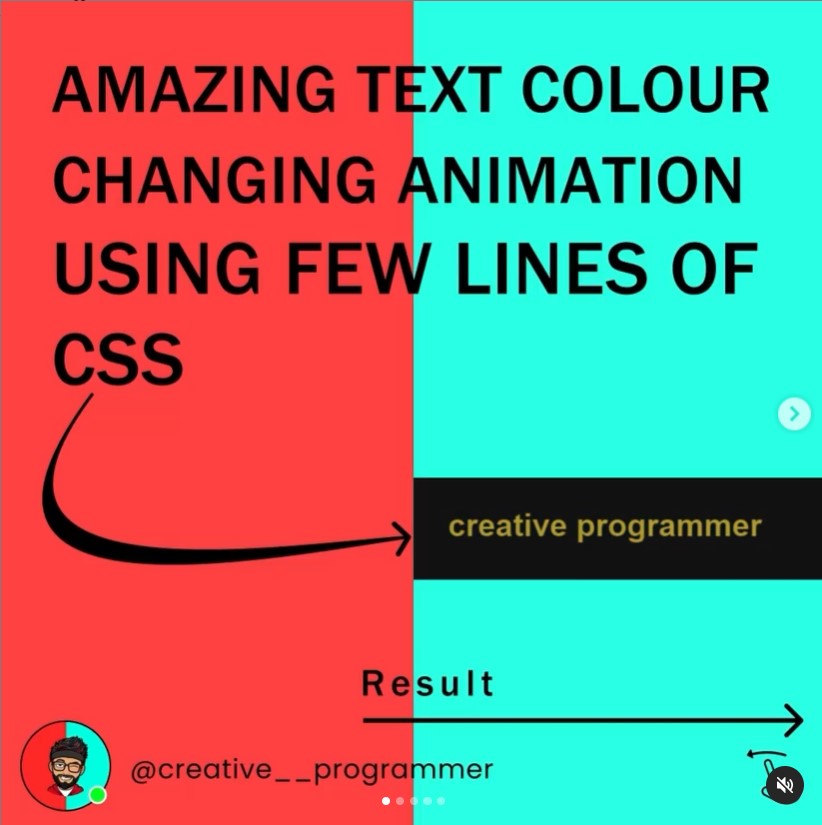 AMAZING TEXT COLOUR
CHANGING ANIMATION
USING FEW LINES OF
CSS
creative programmer
Result
@creative__programmer